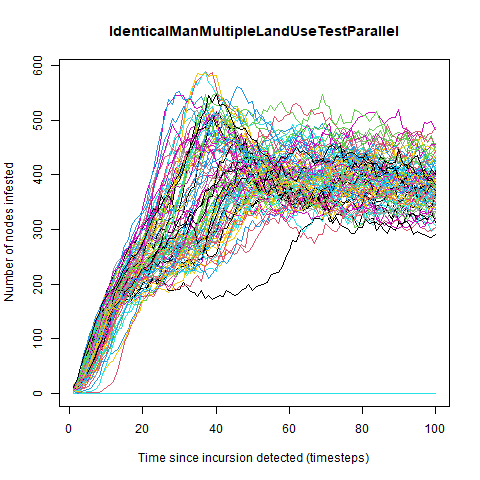 IdenticalManMultipleLandUseTestParallel
Number of nodes infested
600
500
400
300
200
100
0
0 20 40 60 80 100
Time since incursion detected (timesteps)